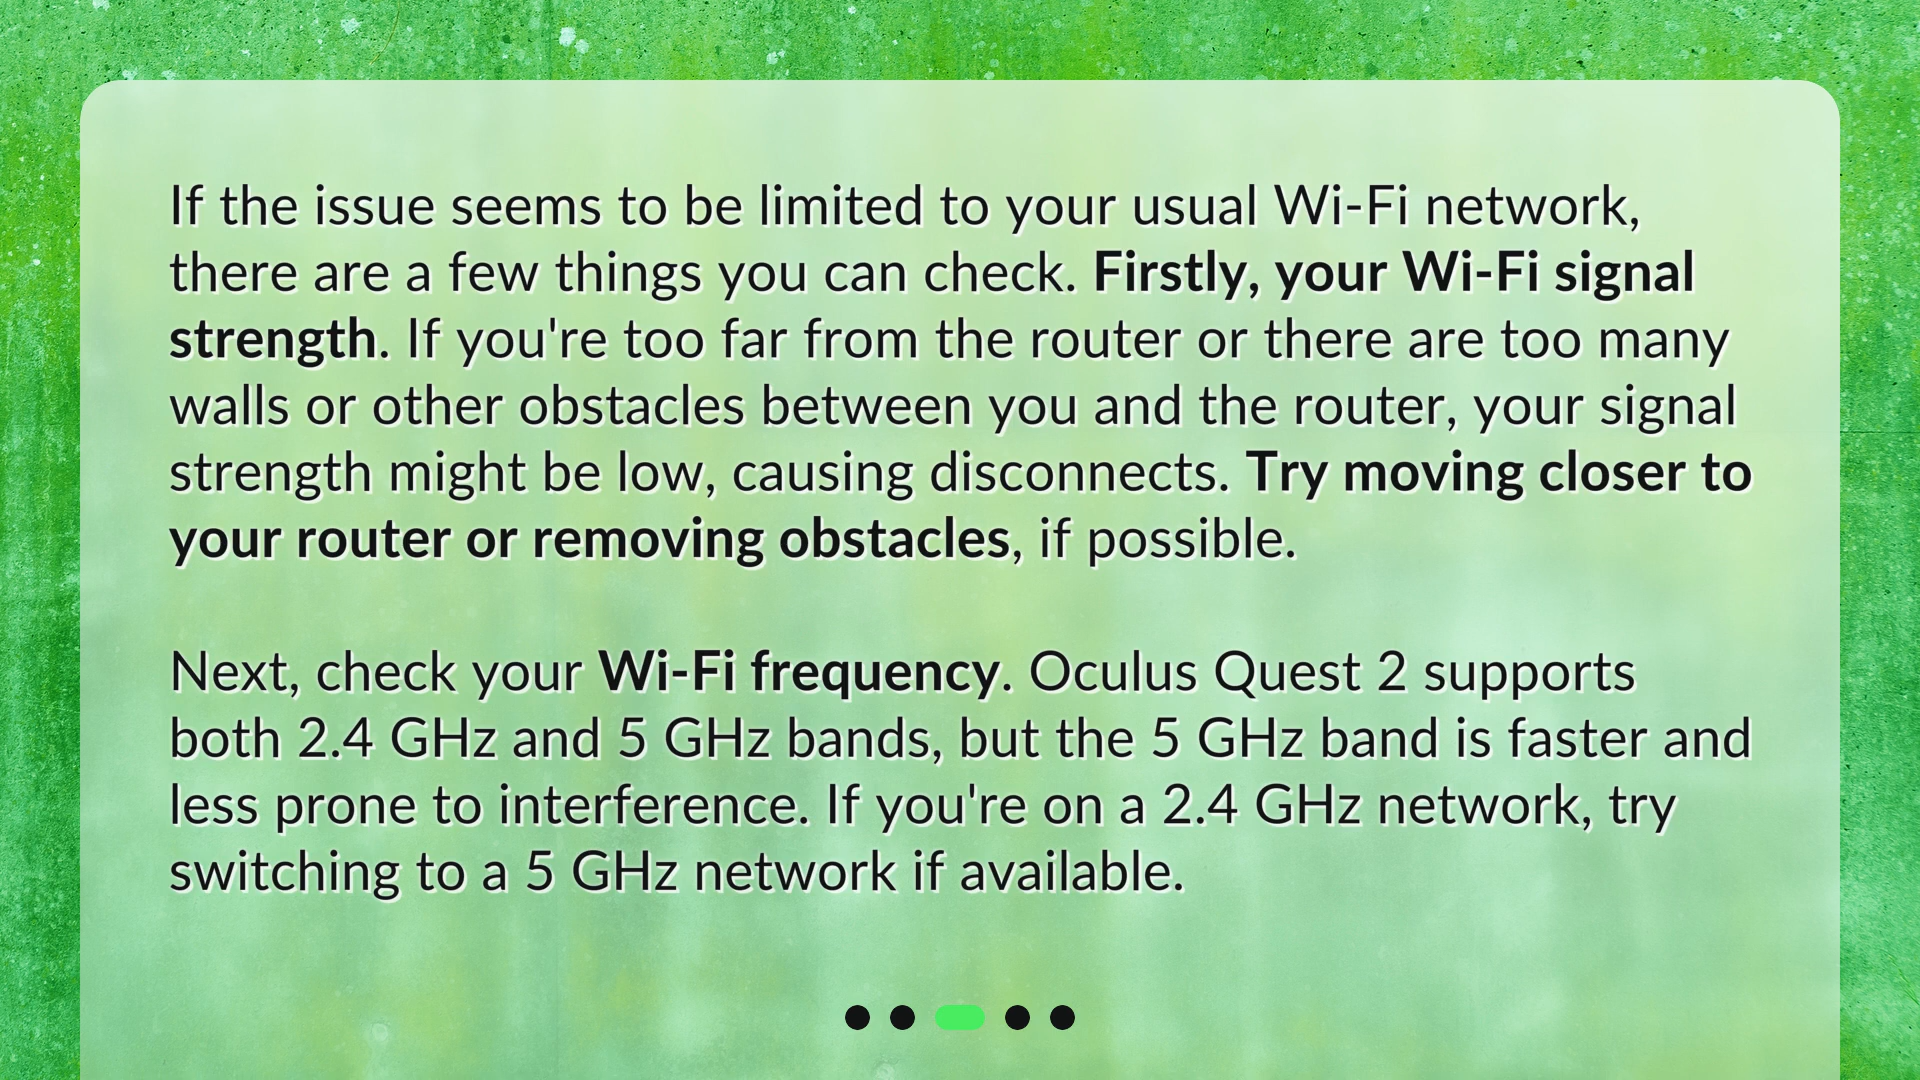 If the issue seems to be limited to your usual Wi-Fi network,
there are a few things you can check. Firstly, your Wi-Fi signal
strength. If you're too far from the router or there are too many
walls or other obstacles between you and the router, your signal
strength might be low, causing disconnects. Try moving closer to
your router or removing obstacles, if possible.
Next, check your Wi-Fi frequency. Oculus Quest 2 supports
both 2.4 GHz and 5 GHz bands, but the 5 GHz band is faster and
less prone to interference. If you're on a 2.4 GHz network, try
switching to a 5 GHz network if available.